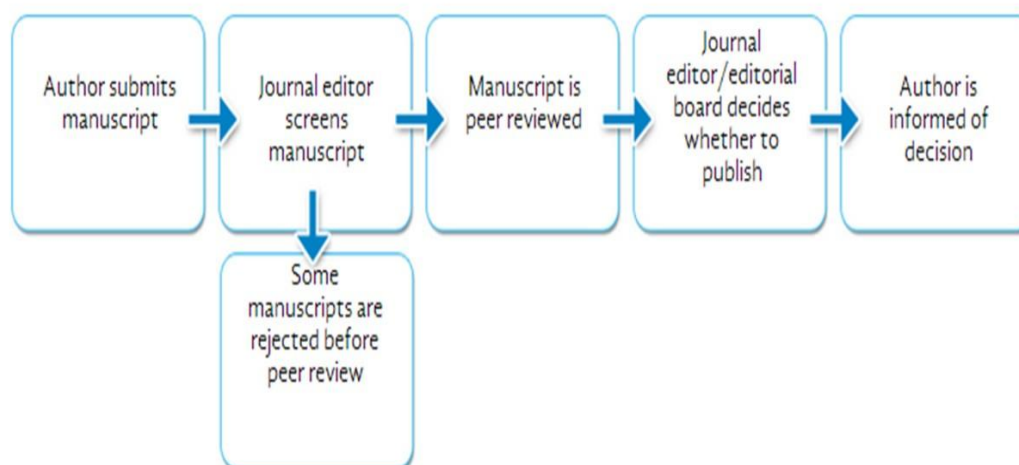 Author submits
manuscript
Journal editor
screens
manuscript
Manuscript is
peer reviewed
Journal
editor/editorial
board decides
whether to
publish
Author is
informed of
decision
Some
manuscripts are
rejected before
peer review